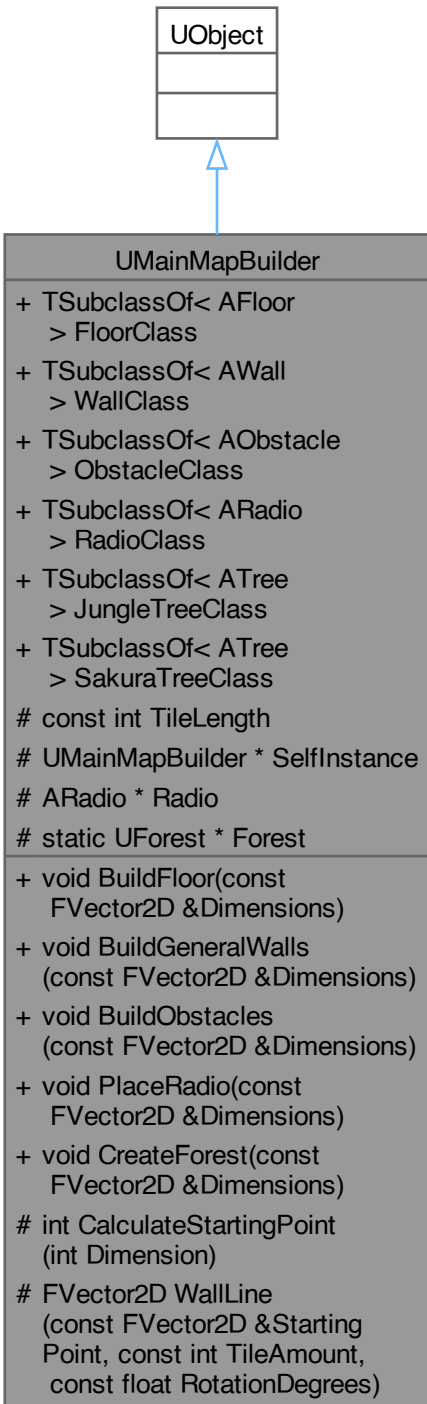 UObject
UMainMapBuilder
+ TSubclassOf< AFloor
> FloorClass
+ TSubclassOf< AWall
> WallClass
+ TSubclassOf< AObstacle
> ObstacleClass
+ TSubclassOf< ARadio
> RadioClass
+ TSubclassOf< ATree
> JungleTreeClass
+ TSubclassOf< ATree
> SakuraTreeClass
# const int TileLength
# UMainMapBuilder * SelfInstance
# ARadio * Radio
# static UForest * Forest
+ void BuildFloor(const
FVector2D &Dimensions)
+ void BuildGeneralWalls
(const FVector2D &Dimensions)
+ void BuildObstacles
(const FVector2D &Dimensions)
+ void PlaceRadio(const
FVector2D &Dimensions)
+ void CreateForest(const
FVector2D &Dimensions)
# int CalculateStartingPoint
(int Dimension)
# FVector2D WallLine
(const FVector2D &Starting
Point, const int TileAmount,
const float RotationDegrees)